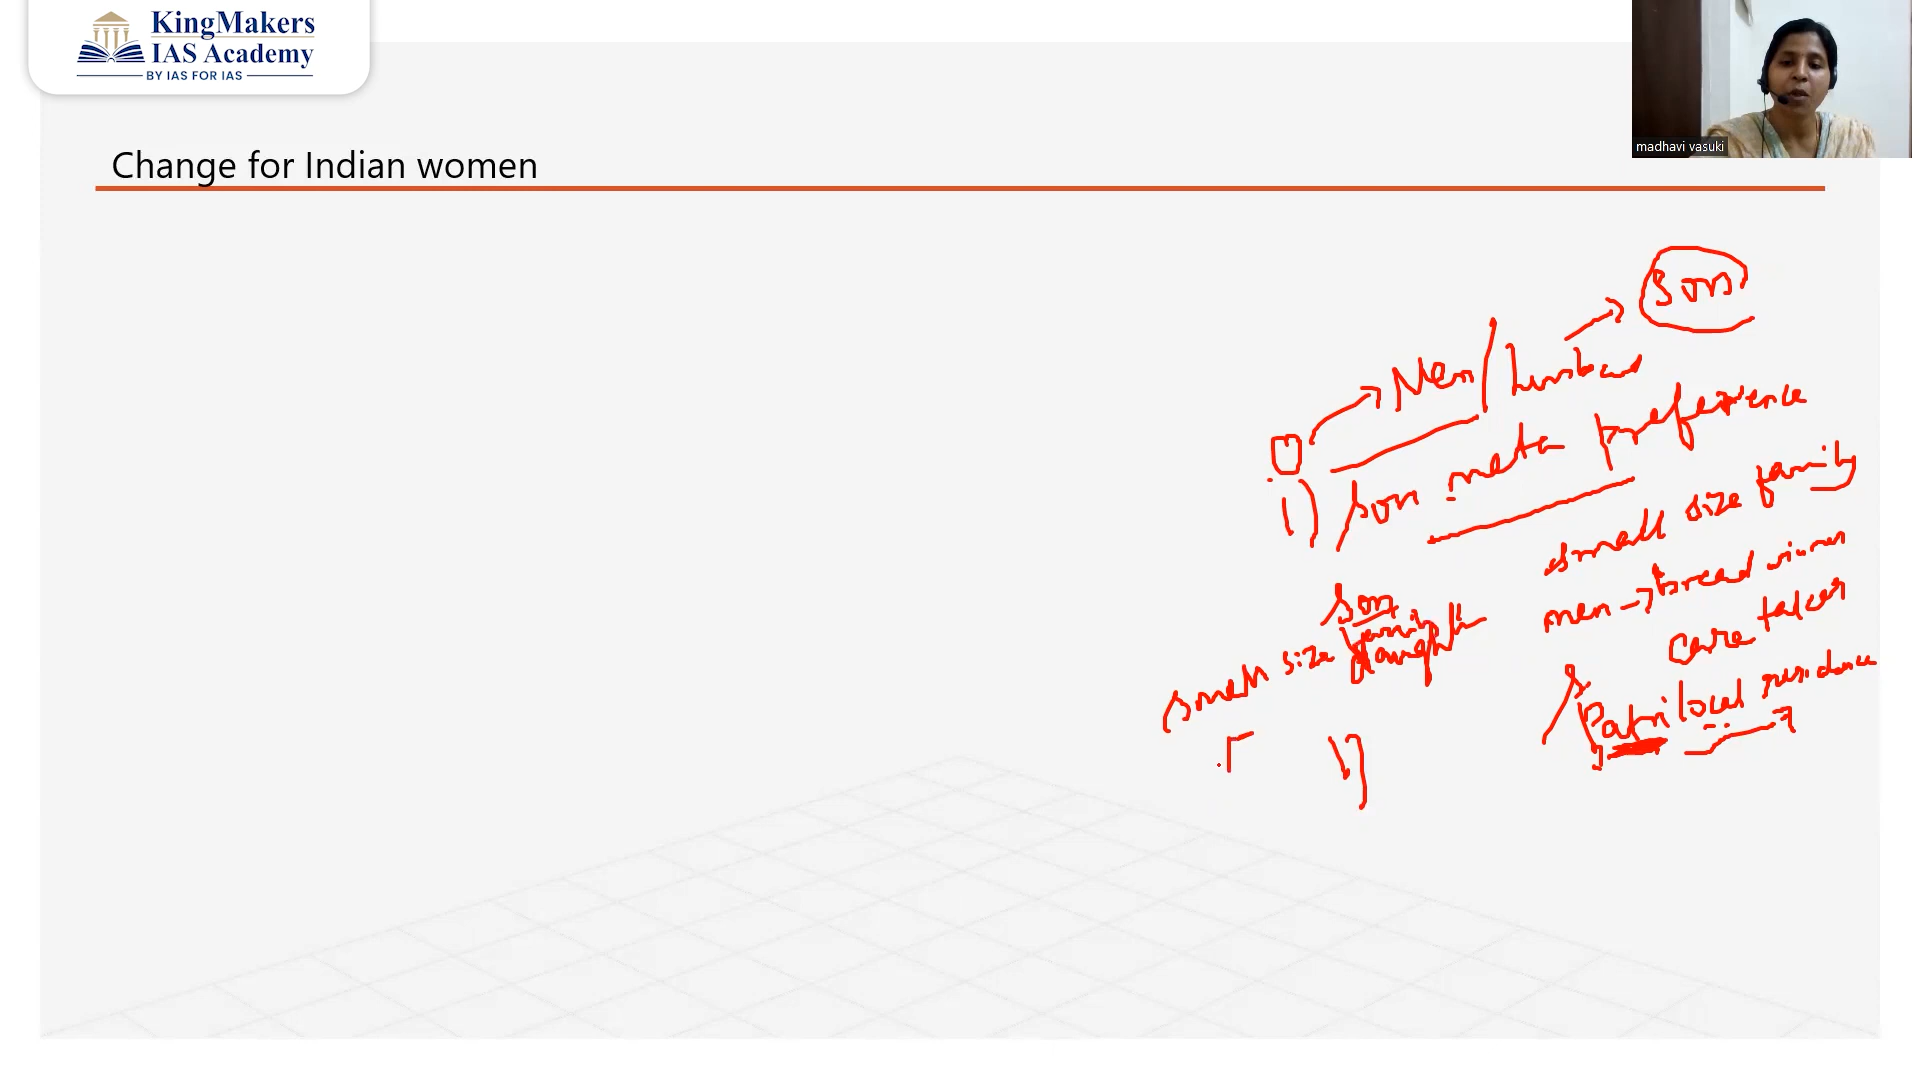 KingMakers
IAS Academy
BY IAS FOR IAS
madhavi vasuki
Change for Indian women
Son
Men / husband
i) Son meta preference
small size family
men → bread winner
care taker
Patrilocal residence
Son
daughter
small size family